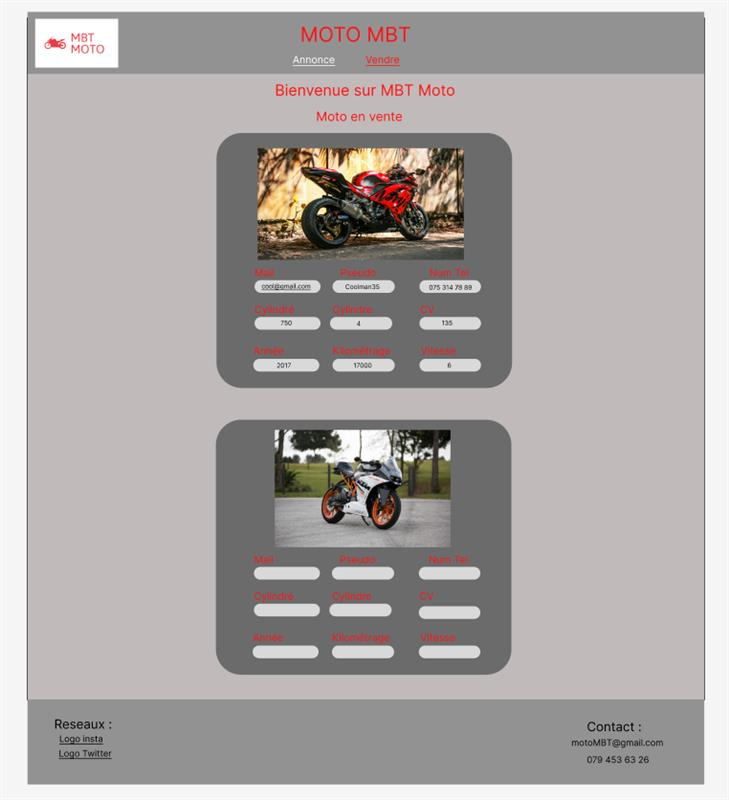 MBT
MOTO
MOTO MBT
Annonce Vendre
Bienvenue sur MBT Moto
Moto en vente
Mail Pseudo Num Tel
cool@gmail.com Coolman35 075 314 78 89
Cylindré Cylindre CV
750 4 135
Année Kilométrage Vitesse
2017 17000 6
Mail Pseudo Num Tel
Cylindré Cylindre CV
Année Kilométrage Vitesse
Reseaux :
Logo insta
Logo Twitter
Contact :
motoMBT@gmail.com
079 453 63 26